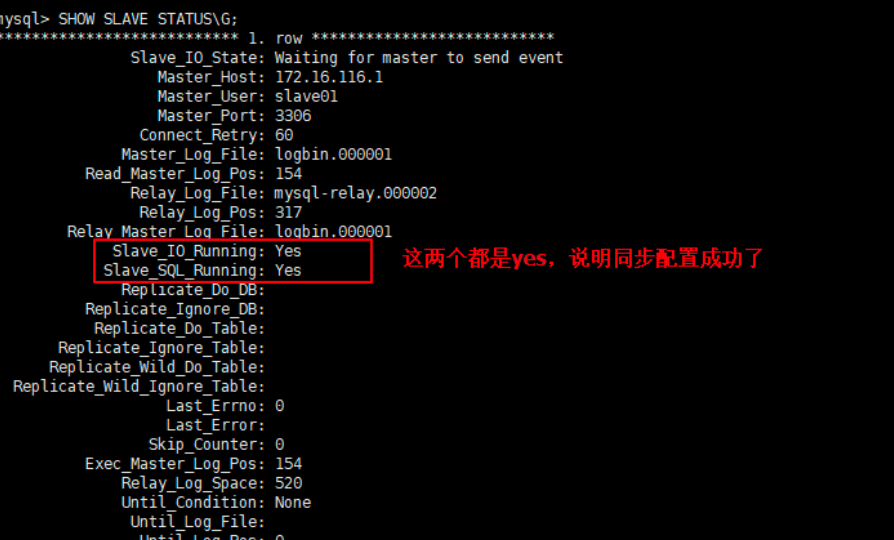 mysql> SHOW SLAVE STATUS\G;
*************************** 1. row ***************************
Slave_IO_State: Waiting for master to send event
Master_Host: 172.16.116.1
Master_User: slave01
Master_Port: 3306
Connect_Retry: 60
Master_Log_File: logbin.000001
Read_Master_Log_Pos: 154
Relay_Log_File: mysql-relay.000002
Relay_Log_Pos: 317
Relay_Master_Log_File: logbin.000001
Slave_IO_Running: Yes
Slave_SQL_Running: Yes
这两个都是yes，说明同步配置成功了
Replicate_Do_DB:
Replicate_Ignore_DB:
Replicate_Do_Table:
Replicate_Ignore_Table:
Replicate_Wild_Do_Table:
Replicate_Wild_Ignore_Table:
Last_Errno: 0
Last_Error:
Skip_Counter: 0
Exec_Master_Log_Pos: 154
Relay_Log_Space: 520
Until_Condition: None
Until_Log_File:
Until_Log_Pos: 0